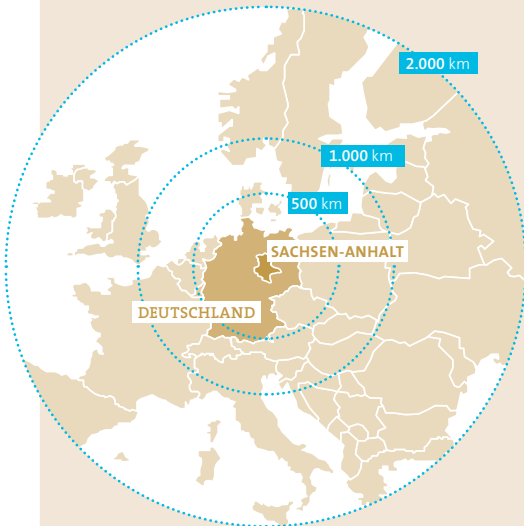 2.000 km
1.000 km
500 km
SACHSEN-ANHALT
DEUTSCHLAND